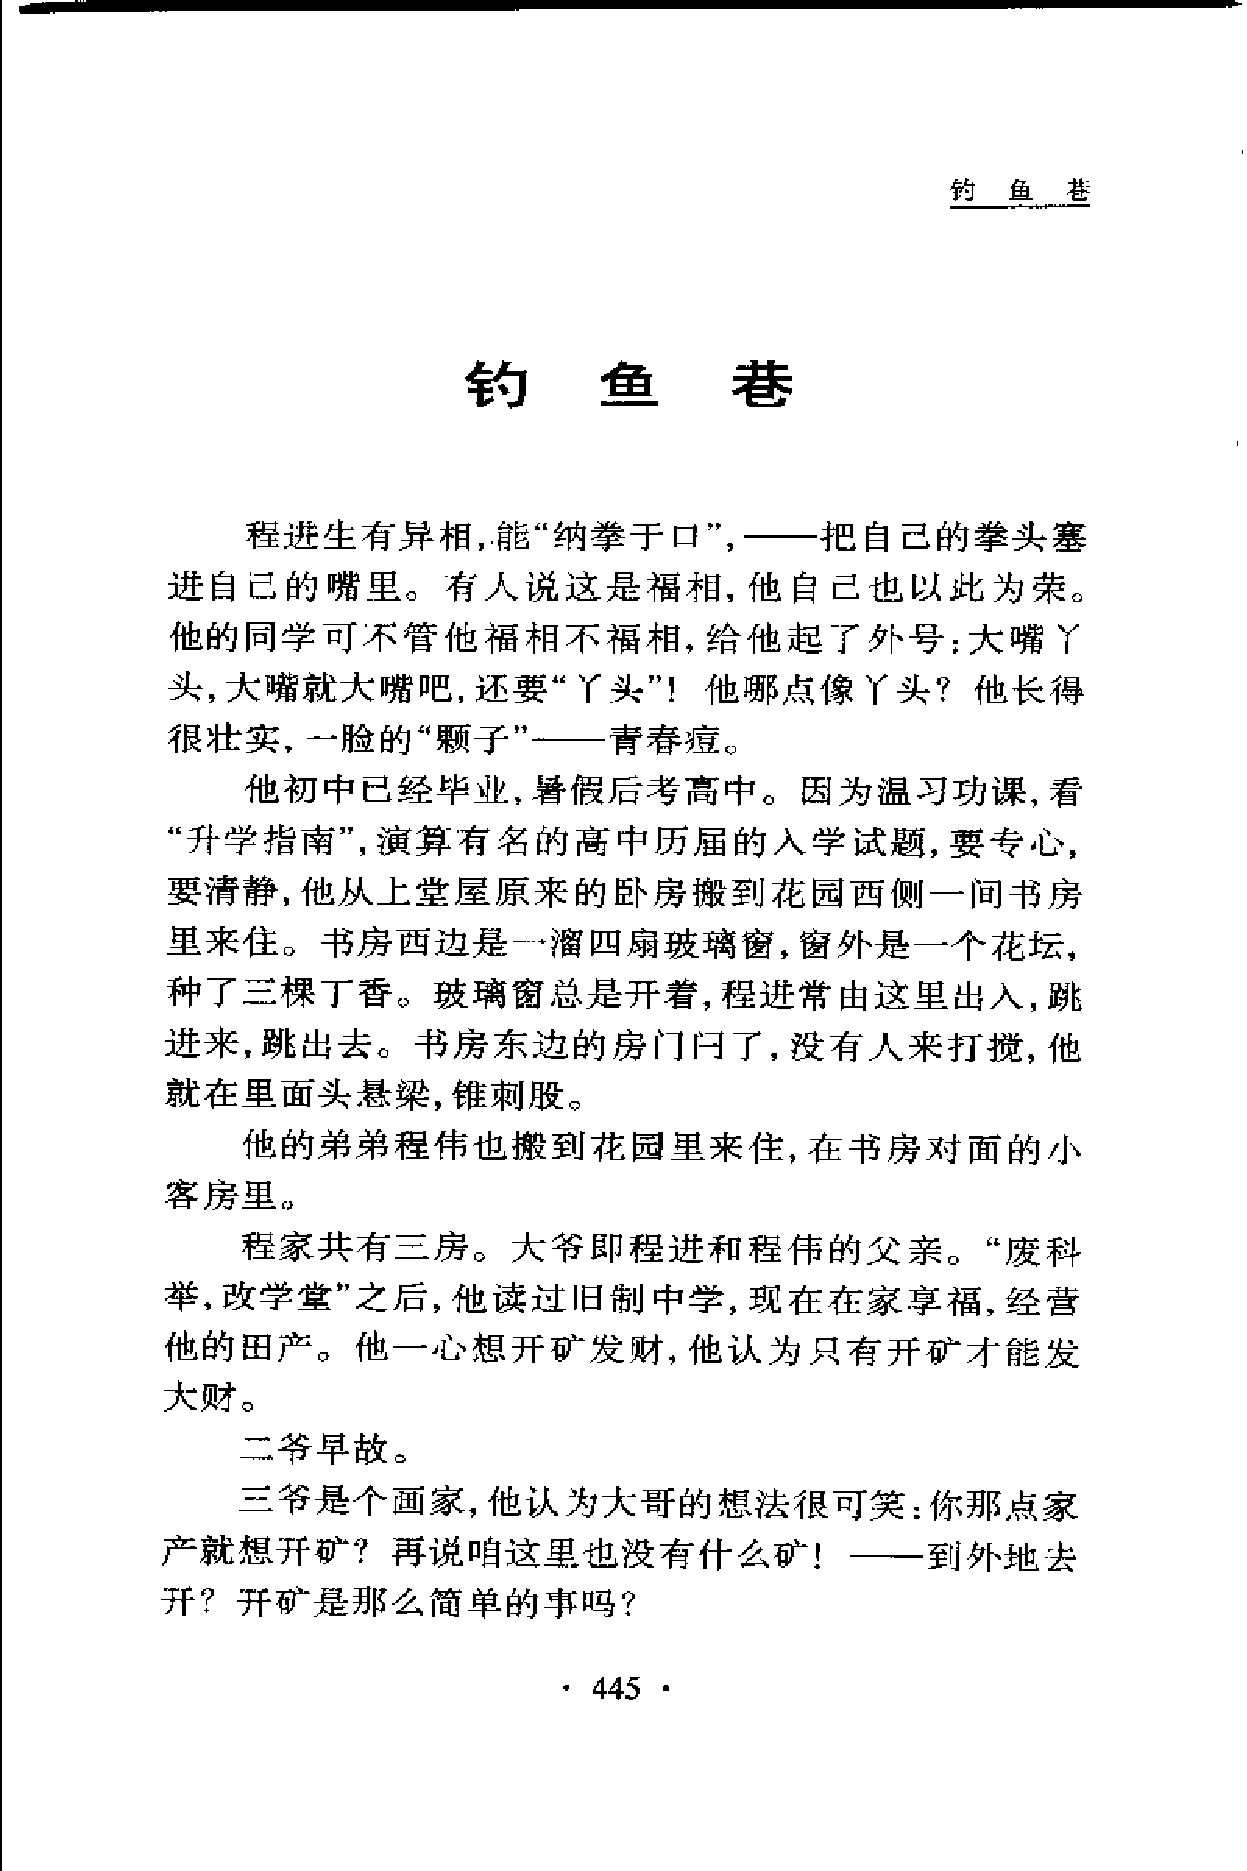 钓 鱼 巷
钓 鱼 巷
程进生有异相,能“纳拳于口”,——把自己的拳头塞
进自己的嘴里。有人说这是福相,他自己也以此为荣。
他的同学可不管他福相不福相,给他起了外号:大嘴丫
头,大嘴就大嘴吧,还要“丫头”!他哪点像丫头?他长得
很壮实,一脸的“颗子”——青春痘。
他初中已经毕业,暑假后考高中。因为温习功课,看
“升学指南”,演算有名的高中历届的入学试题,要专心,
要清静,他从上堂屋原来的卧房搬到花园西侧一间书房
里来住。书房西边是一溜四扇玻璃窗,窗外是一个花坛,
种了三棵丁香。玻璃窗总是开着,程进常由这里出入,跳
进来,跳出去。书房东边的房门闩了,没有人来打搅,他
就在里面头悬梁,锥刺股。
他的弟弟程伟也搬到花园里来住,在书房对面的小
客房里。
程家共有三房。大爷即程进和程伟的父亲。“废科
举,改学堂”之后,他读过旧制中学,现在在家享福,经营
他的田产。他一心想开矿发财,他认为只有开矿才能发
大财。
二爷早故。
三爷是个画家,他认为大哥的想法很可笑:你那点家
产就想开矿?再说咱这里也没有什么矿!——到外地去
开?开矿是那么简单的事吗?
· 445 ·